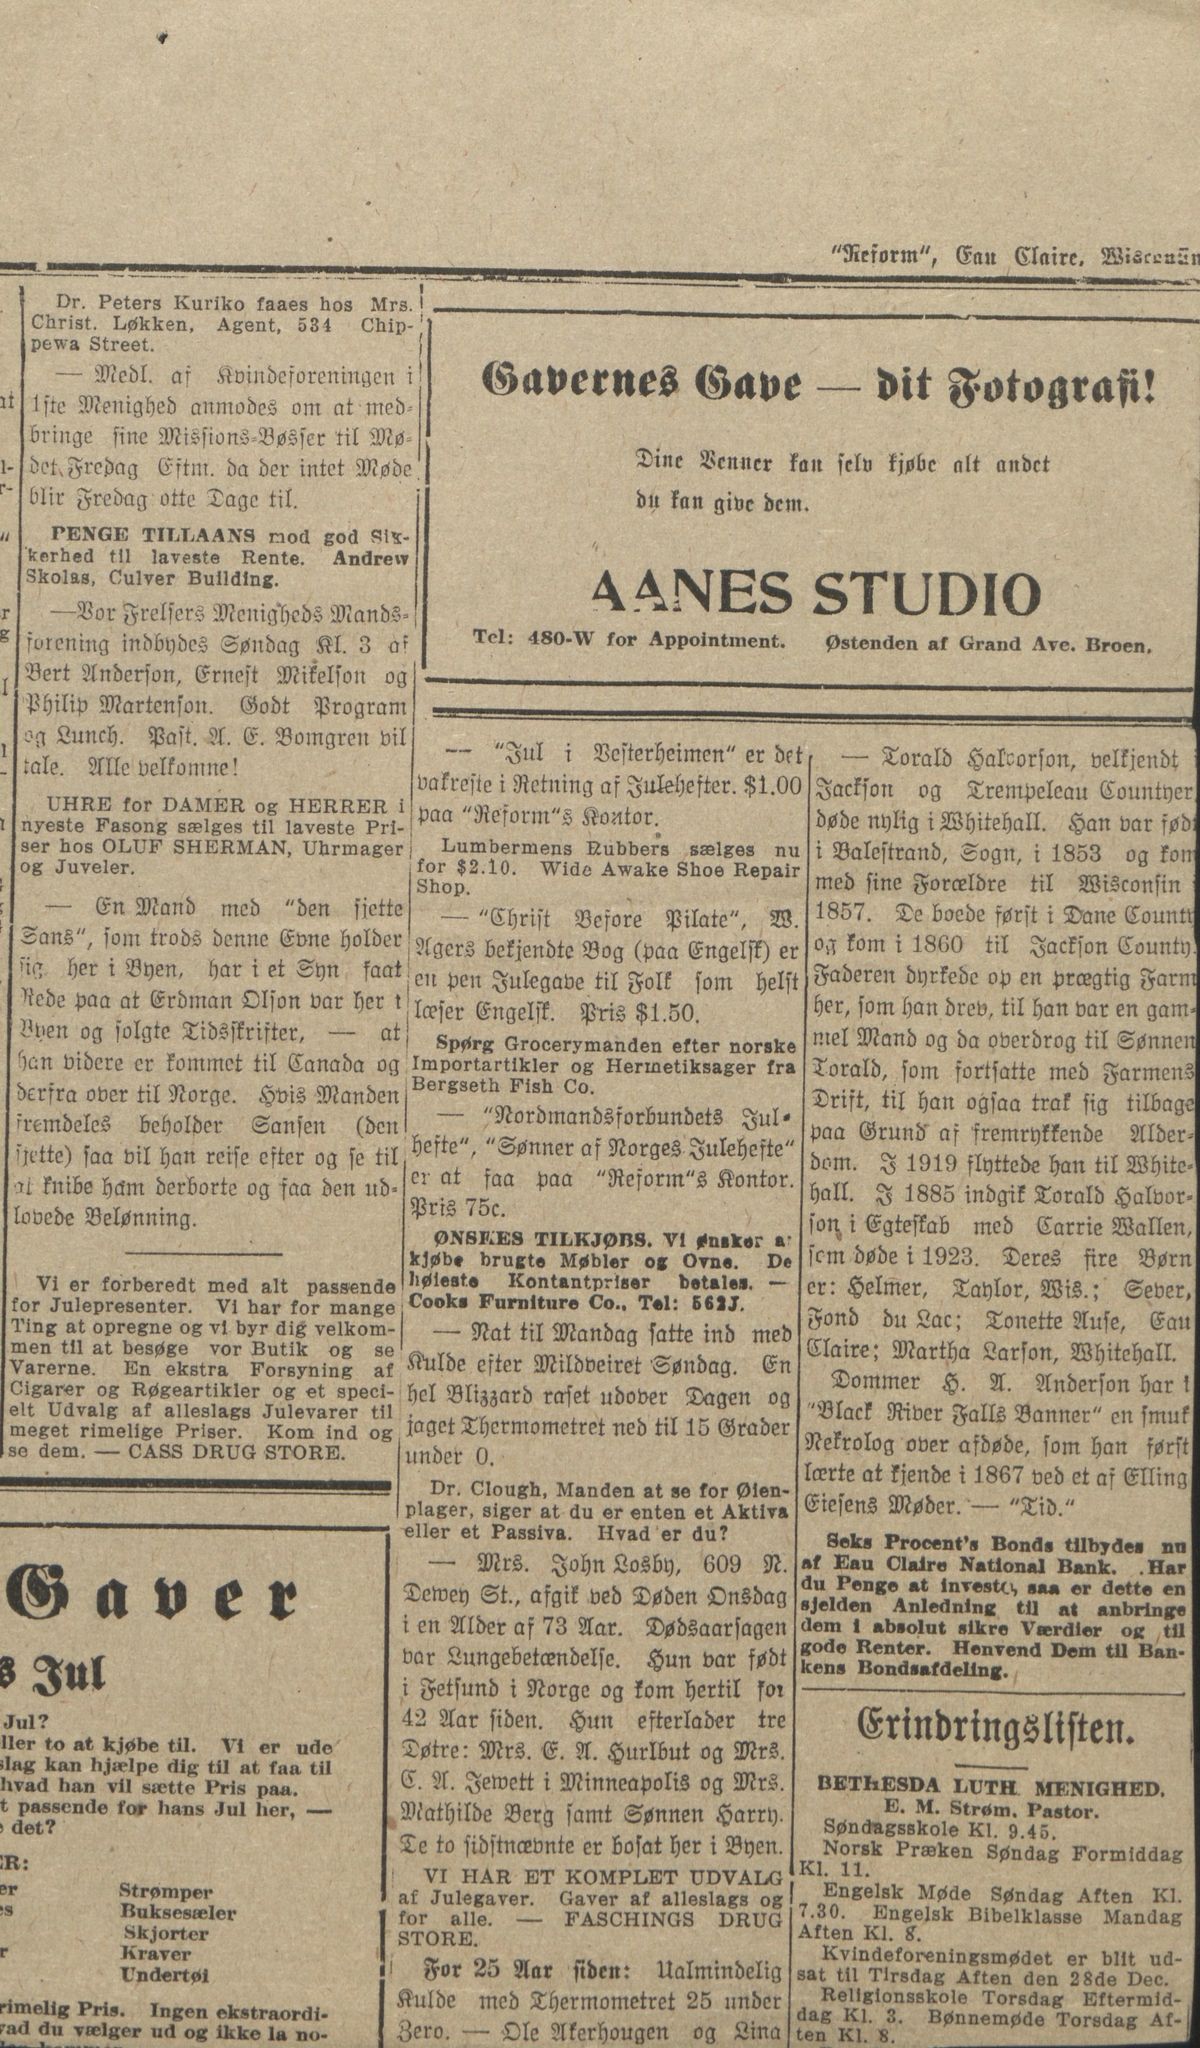 "Reform", Eau Claire,
Dr. Peters Kuriko faaes hos Mrs.
Christ. Løkken, Agent, 534 Chip-
pewa Street.
— Medl. af Kvindeforeningen i
1ste Menighed anmodes om at med-
bringe sine Missions-Bøsser til Mø-
det Fredag Eftm. da der intet Møde
blir Fredag otte Dage til.
PENGE TILLAANS mod god Sik-
kerhed til laveste Rente. Andrew
Skolas, Culver Building.
—Vor Frelsers Menigheds Mands-
forening indbydes Søndag Kl. 3 af
Bert Anderson, Ernest Mikelson og
Philip Martenson. Godt Program
og Lunch. Past. A. E. Bomgren vil
tale. Alle velkomne!
UHRE for DAMER og HERRER i
nyeste Fasong sælges til laveste Pri-
ser hos OLUF SHERMAN, Uhrmager
og Juveler.
— En Mand med "den sjette
Sans", som trods denne Evne holder
sig her i Byen, har i et Syn faat
Rede paa at Erdman Olson var her i
Byen og solgte Tidsskrifter, — at
han videre er kommet til Canada og
derfra over til Norge. Hvis Manden
fremdeles beholder Sansen (den
sjette) saa vil han reise efter og se til
at knibe ham derborte og faa den ud-
lovede Belønning.
Vi er forberedt med alt passende
for Julepresenter. Vi har for mange
Ting at opregne og vi byr dig velkom-
men til at besøge vor Butik og se
Varerne. En ekstra Forsyning af
Cigarer og Røgeartikler og et speci-
elt Udvalg af alleslags Julevarer til
meget rimelige Priser. Kom ind og
se dem. — CASS DRUG STORE.
Gaver
s Jul
Jul?
ller to at kjøbe til. Vi er ude
slag kan hjælpe dig til at faa til
hvad han vil sætte Pris paa.
t passende for hans Jul her, —
det?
ER:
Strømper
Buksesæler
Skjorter
Kraver
Undertøi
rimelig Pris. Ingen ekstraordi-
vad du vælger ud og ikke la no-
Gavernes Gave — dit Fotografi!
Dine Venner kan selv kjøbe alt andet
du kan give dem.
AANES STUDIO
Tel: 480-W for Appointment. Østenden af Grand Ave. Broen.
— "Jul i Vesterheimen" er det
vakreste i Retning af Julehefter. $1.00
paa "Reform"s Kontor.
Lumbermens Rubbers sælges nu
for $2.10. Wide Awake Shoe Repair
Shop.
— "Christ Before Pilate", W.
Agers bekjendte Bog (paa Engelsk) er
en pen Julegave til Folk som helst
læser Engelsk. Pris $1.50.
Spørg Grocerymanden efter norske
Importartikler og Hermetiksager fra
Bergseth Fish Co.
— "Nordmandsforbundets Jul-
hefte", "Sønner af Norges Julehefte"
er at faa paa "Reform"s Kontor.
Pris 75c.
ØNSKES TILKJØBS. Vi ønsker at
kjøbe brugte Møbler og Ovne. De
høieste Kontantpriser betales. —
Cooks Furniture Co., Tel: 562J.
— Nat til Mandag satte ind med
Kulde efter Mildveiret Søndag. En
hel Blizzard raset udover Dagen og
jaget Thermometret ned til 15 Grader
under 0.
Dr. Clough, Manden at se for Øien-
plager, siger at du er enten et Aktiva
eller et Passiva. Hvad er du?
— Mrs. John Losby, 609 N.
Dewey St., afgik ved Døden Onsdag
i en Alder af 73 Aar. Dødsaarsagen
var Lungebetændelse. Hun var født
i Fetsund i Norge og kom hertil for
42 Aar siden. Hun efterlader tre
Døtre: Mrs. E. A. Hurlbut og Mrs.
C. A. Jewett i Minneapolis og Mrs.
Mathilde Berg samt Sønnen Harry.
De to sidstnævnte er bosat her i Byen.
VI HAR ET KOMPLET UDVALG
af Julegaver. Gaver af alleslags og
for alle. — FASCHINGS DRUG
STORE.
For 25 Aar siden: Ualmindelig
Kulde med Thermometret 25 under
Zero. — Ole Akerhougen og Lina
— Torald Halvorson, velkjendt i
Jackson og Trempeleau Countyer
døde nylig i Whitehall. Han var født
i Balestrand, Sogn, i 1853 og kom
med sine Forældre til Wisconsin i
1857. De boede først i Dane County
og kom i 1860 til Jackson County.
Faderen dyrkede op en prægtig Farm
her, som han drev, til han var en gam-
mel Mand og da overdrog til Sønnen
Torald, som fortsatte med Farmens
Drift, til han ogsaa trak sig tilbage
paa Grund af fremrykkende Alder-
dom. I 1919 flyttede han til White-
hall. I 1885 indgik Torald Halvor-
son i Egteskab med Carrie Wallen,
som døde i 1923. Deres fire Børn
er: Helmer, Taylor, Wis.; Sever,
Fond du Lac; Tonette Ause, Eau
Claire; Martha Larson, Whitehall.
Dommer H. A. Anderson har i
"Black River Falls Banner" en smuk
Nekrolog over afdøde, som han først
lærte at kjende i 1867 ved et af Elling
Eiesens Møder. — "Tid."
Seks Procent's Bonds tilbydes nu
af Eau Claire National Bank. Har
du Penge at investe, saa er dette en
sjelden Anledning til at anbringe
dem i absolut sikre Værdier og til
gode Renter. Henvend Dem til Ban-
kens Bondsafdeling.
Erindringslisten.
BETHESDA LUTH MENIGHED.
E. M. Strøm, Pastor.
Søndagsskole Kl. 9.45.
Norsk Præken Søndag Formiddag
Kl. 11.
Engelsk Møde Søndag Aften Kl.
7.30. Engelsk Bibelklasse Mandag
Aften Kl. 8.
Kvindeforeningsmødet er blit ud-
sat til Tirsdag Aften den 28de Dec.
Religionsskole Torsdag Eftermid-
dag Kl. 3. Bønnemøde Torsdag Af-
ten Kl. 8.